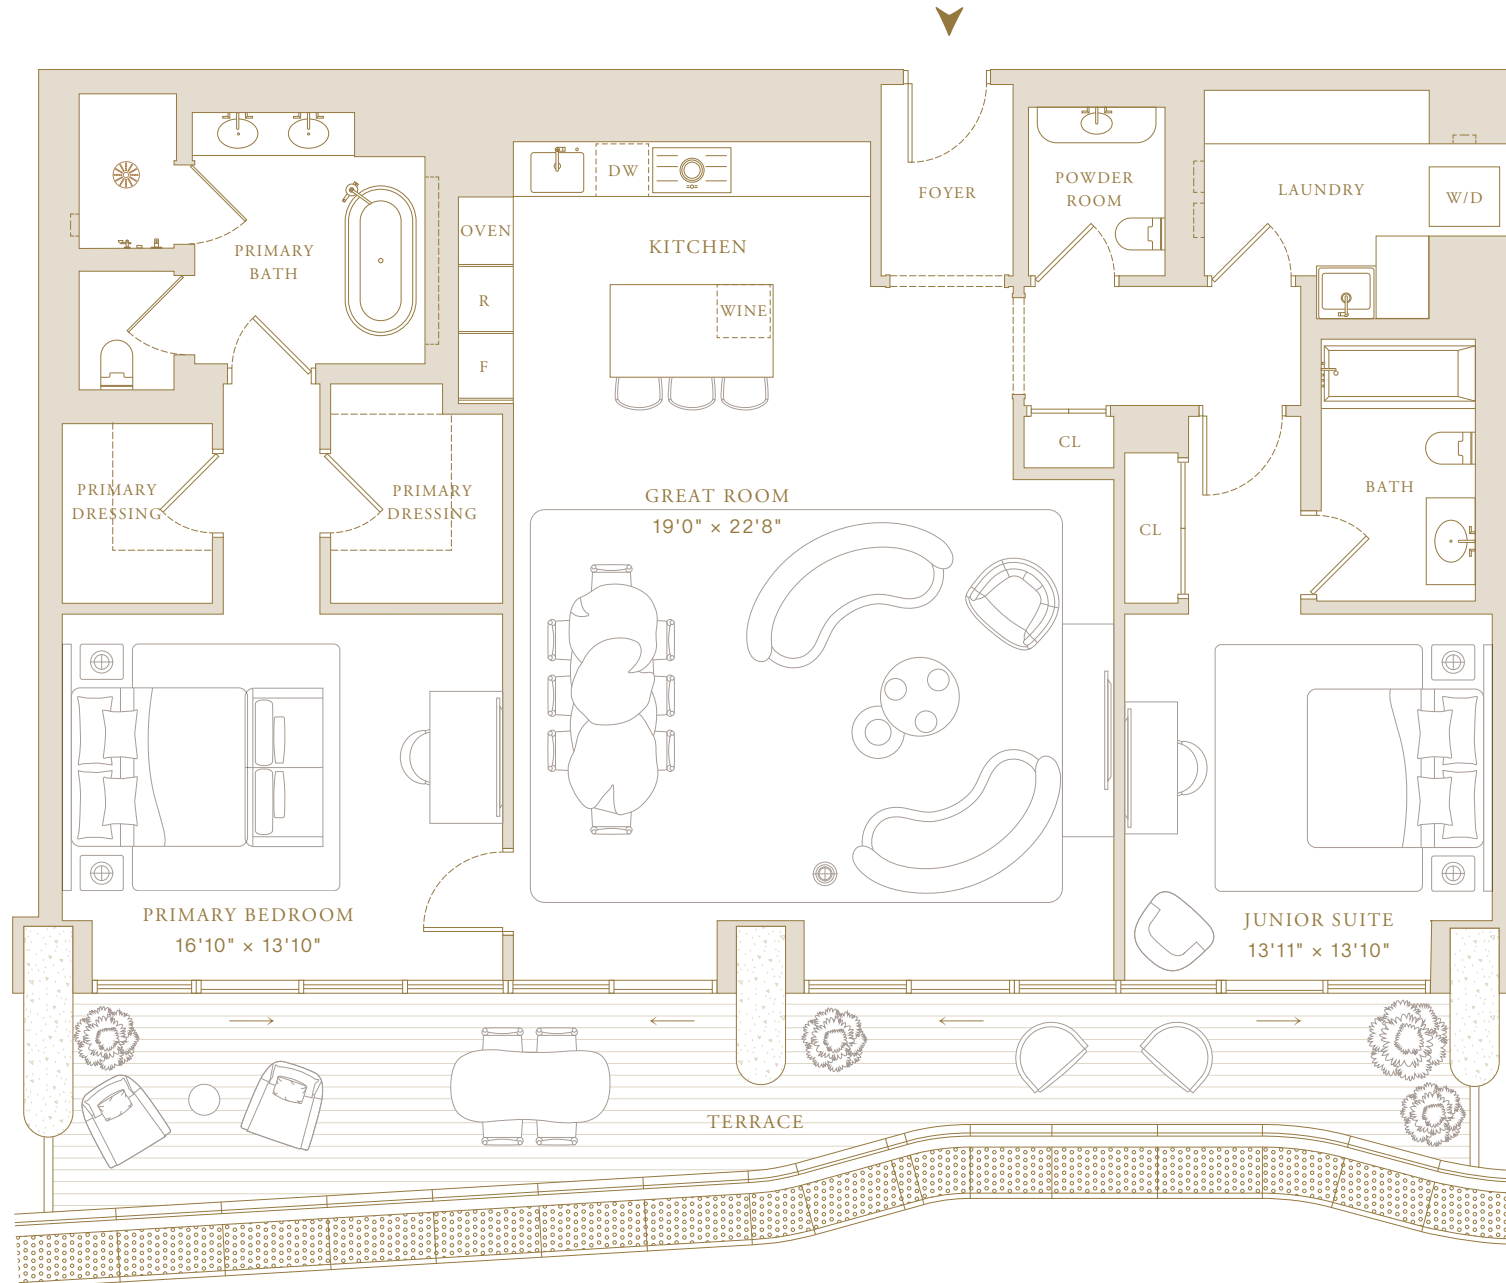 FOYER
POWDER
ROOM
LAUNDRY
W/D
DW
OVEN
KITCHEN
PRIMARY
BATH
R
WINE
F
CL
BATH
PRIMARY
DRESSING
PRIMARY
DRESSING
GREAT ROOM
19'0" × 22'8"
CL
PRIMARY BEDROOM
16'10" × 13'10"
JUNIOR SUITE
13'11" × 13'10"
TERRACE